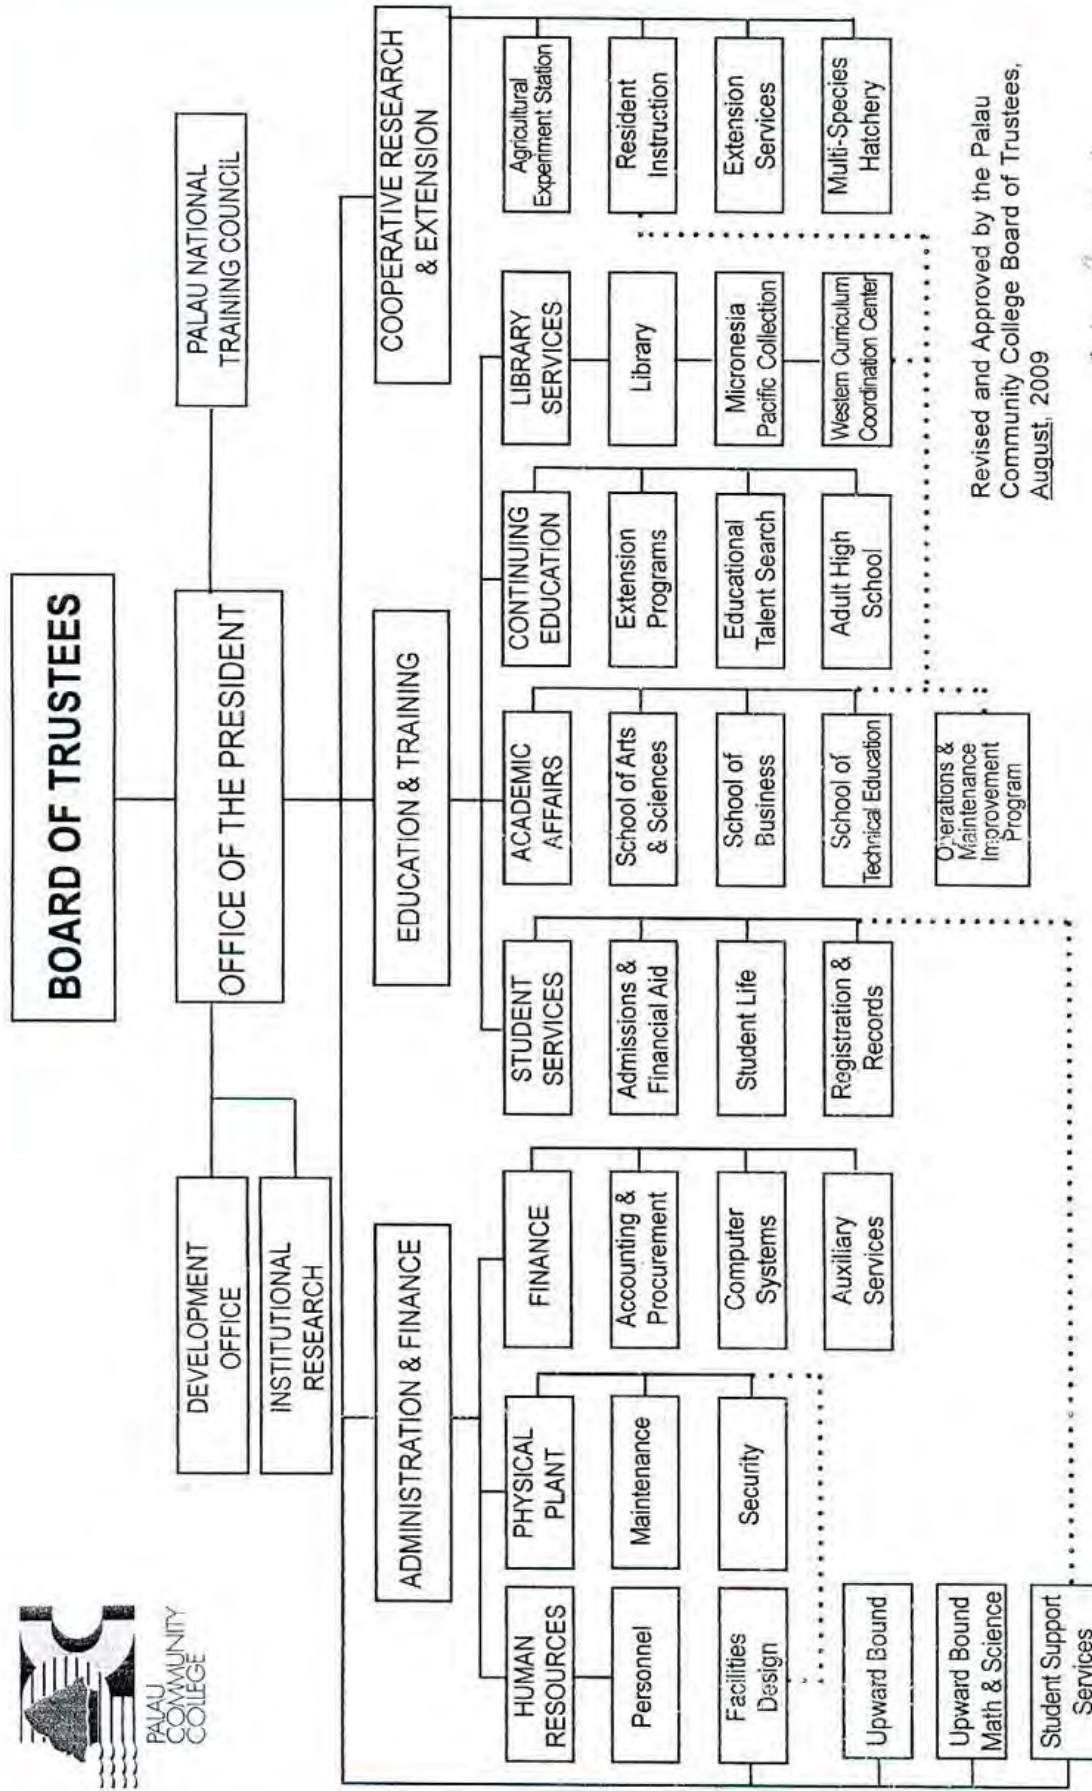 PALAU
COMMUNITY
COLLEGE
BOARD OF TRUSTEES
OFFICE OF THE PRESIDENT
PALAU NATIONAL
TRAINING COUNCIL
DEVELOPMENT
OFFICE
INSTITUTIONAL
RESEARCH
ADMINISTRATION & FINANCE
EDUCATION & TRAINING
COOPERATIVE RESEARCH
& EXTENSION
HUMAN
RESOURCES
Personnel
Facilities
Design
PHYSICAL
PLANT
Maintenance
Security
FINANCE
Accounting &
Procurement
Computer
Systems
Auxiliary
Services
STUDENT
SERVICES
Admissions &
Financial Aid
Student Life
Registration &
Records
ACADEMIC
AFFAIRS
School of Arts
& Sciences
School of
Business
School of
Technical Education
Operations &
Maintenance
Improvement
Program
CONTINUING
EDUCATION
Extension
Programs
Educational
Talent Search
Adult High
School
LIBRARY
SERVICES
Library
Micronesia
Pacific Collection
Western Curriculum
Coordination Center
Agricultural
Experiment Station
Resident
Instruction
Extension
Services
Multi-Species
Hatchery
Upward Bound
Upward Bound
Math & Science
Student Support
Services
Revised and Approved by the Palau
Community College Board of Trustees,
August, 2009